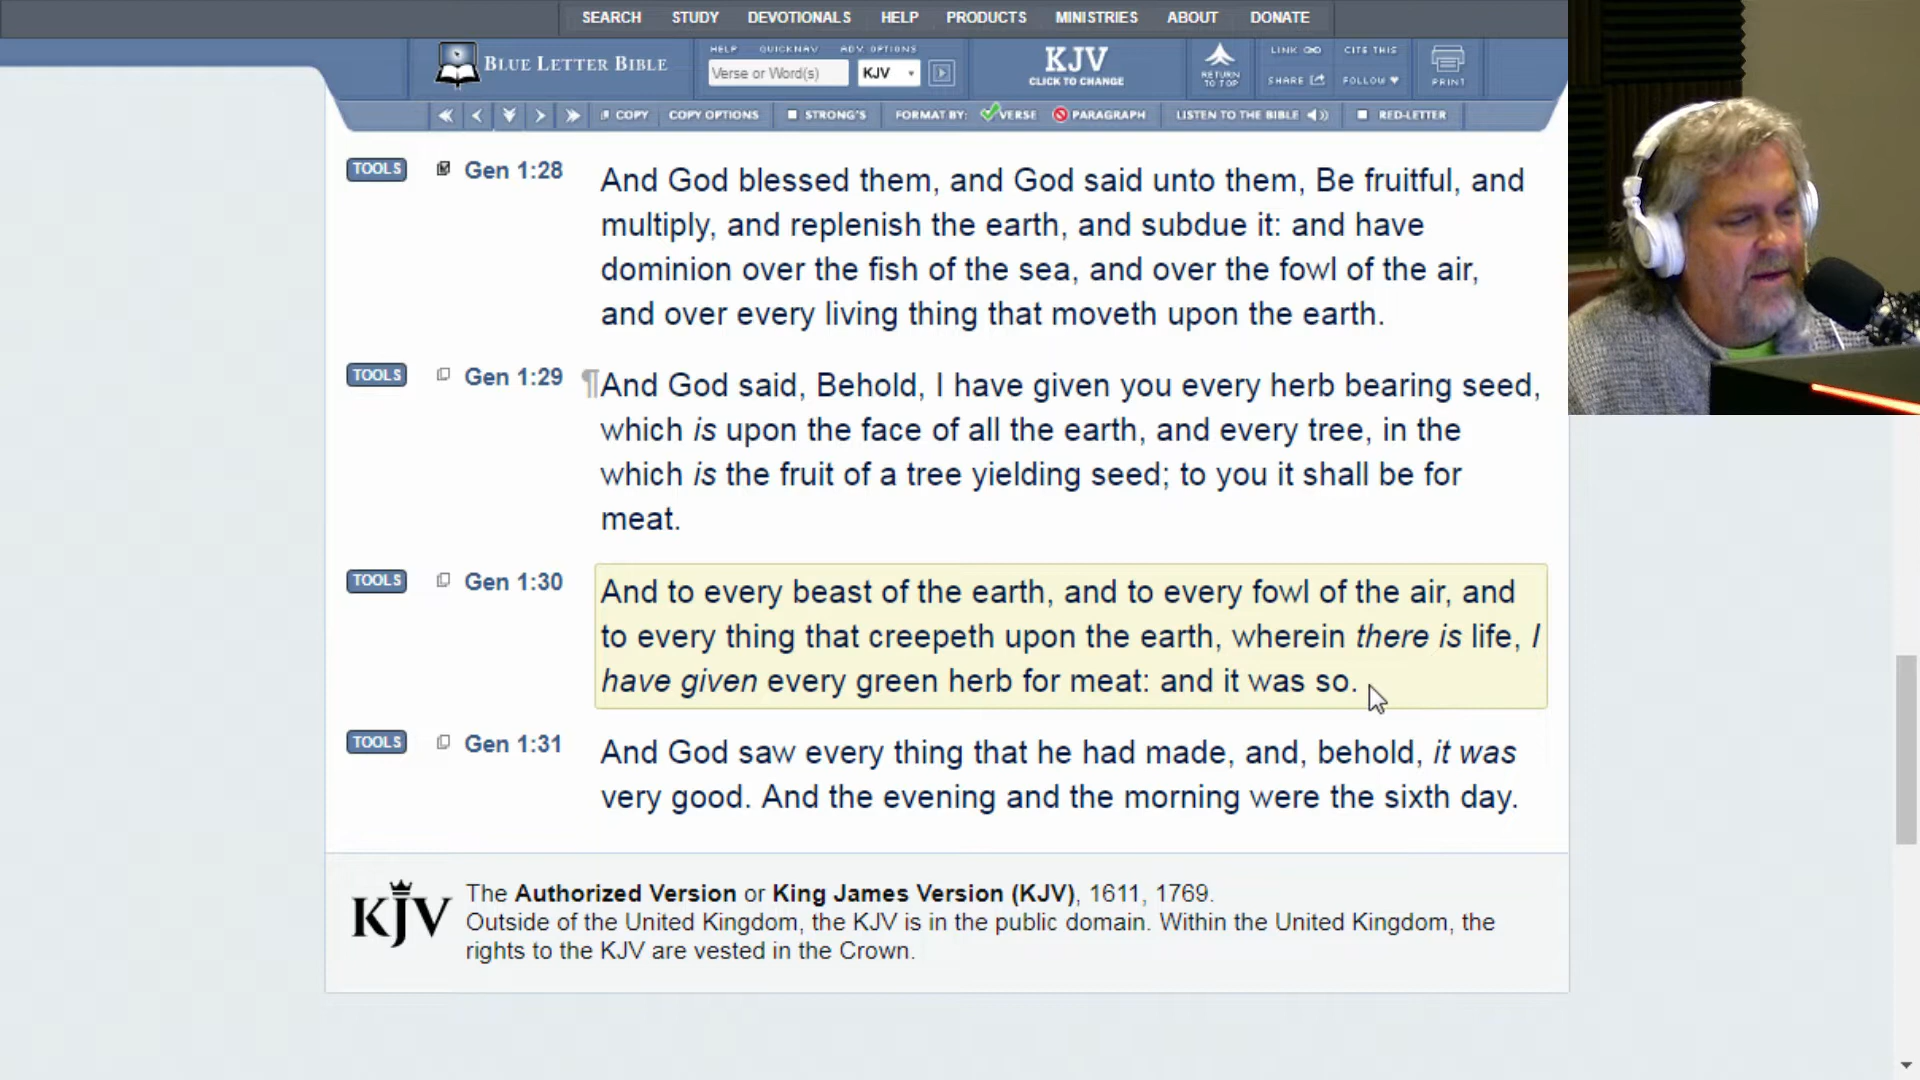 SEARCH STUDY DEVOTIONALS HELP PRODUCTS MINISTRIES ABOUT DONATE
BLUE LETTER BIBLE
HELP QUICKNAV ADV. OPTIONS
Verse or Word(s) KJV
KJV
CLICK TO CHANGE
RETURN
TO TOP
LINK CITE THIS
SHARE FOLLOW
PRINT
COPY COPY OPTIONS STRONG'S FORMAT BY: VERSE PARAGRAPH LISTEN TO THE BIBLE RED-LETTER
TOOLS Gen 1:28 And God blessed them, and God said unto them, Be fruitful, and
multiply, and replenish the earth, and subdue it: and have
dominion over the fish of the sea, and over the fowl of the air,
and over every living thing that moveth upon the earth.
TOOLS Gen 1:29 ¶And God said, Behold, I have given you every herb bearing seed,
which is upon the face of all the earth, and every tree, in the
which is the fruit of a tree yielding seed; to you it shall be for
meat.
TOOLS Gen 1:30 And to every beast of the earth, and to every fowl of the air, and
to every thing that creepeth upon the earth, wherein there is life, I
have given every green herb for meat: and it was so.
TOOLS Gen 1:31 And God saw every thing that he had made, and, behold, it was
very good. And the evening and the morning were the sixth day.
KJV
The Authorized Version or King James Version (KJV), 1611, 1769.
Outside of the United Kingdom, the KJV is in the public domain. Within the United Kingdom, the
rights to the KJV are vested in the Crown.